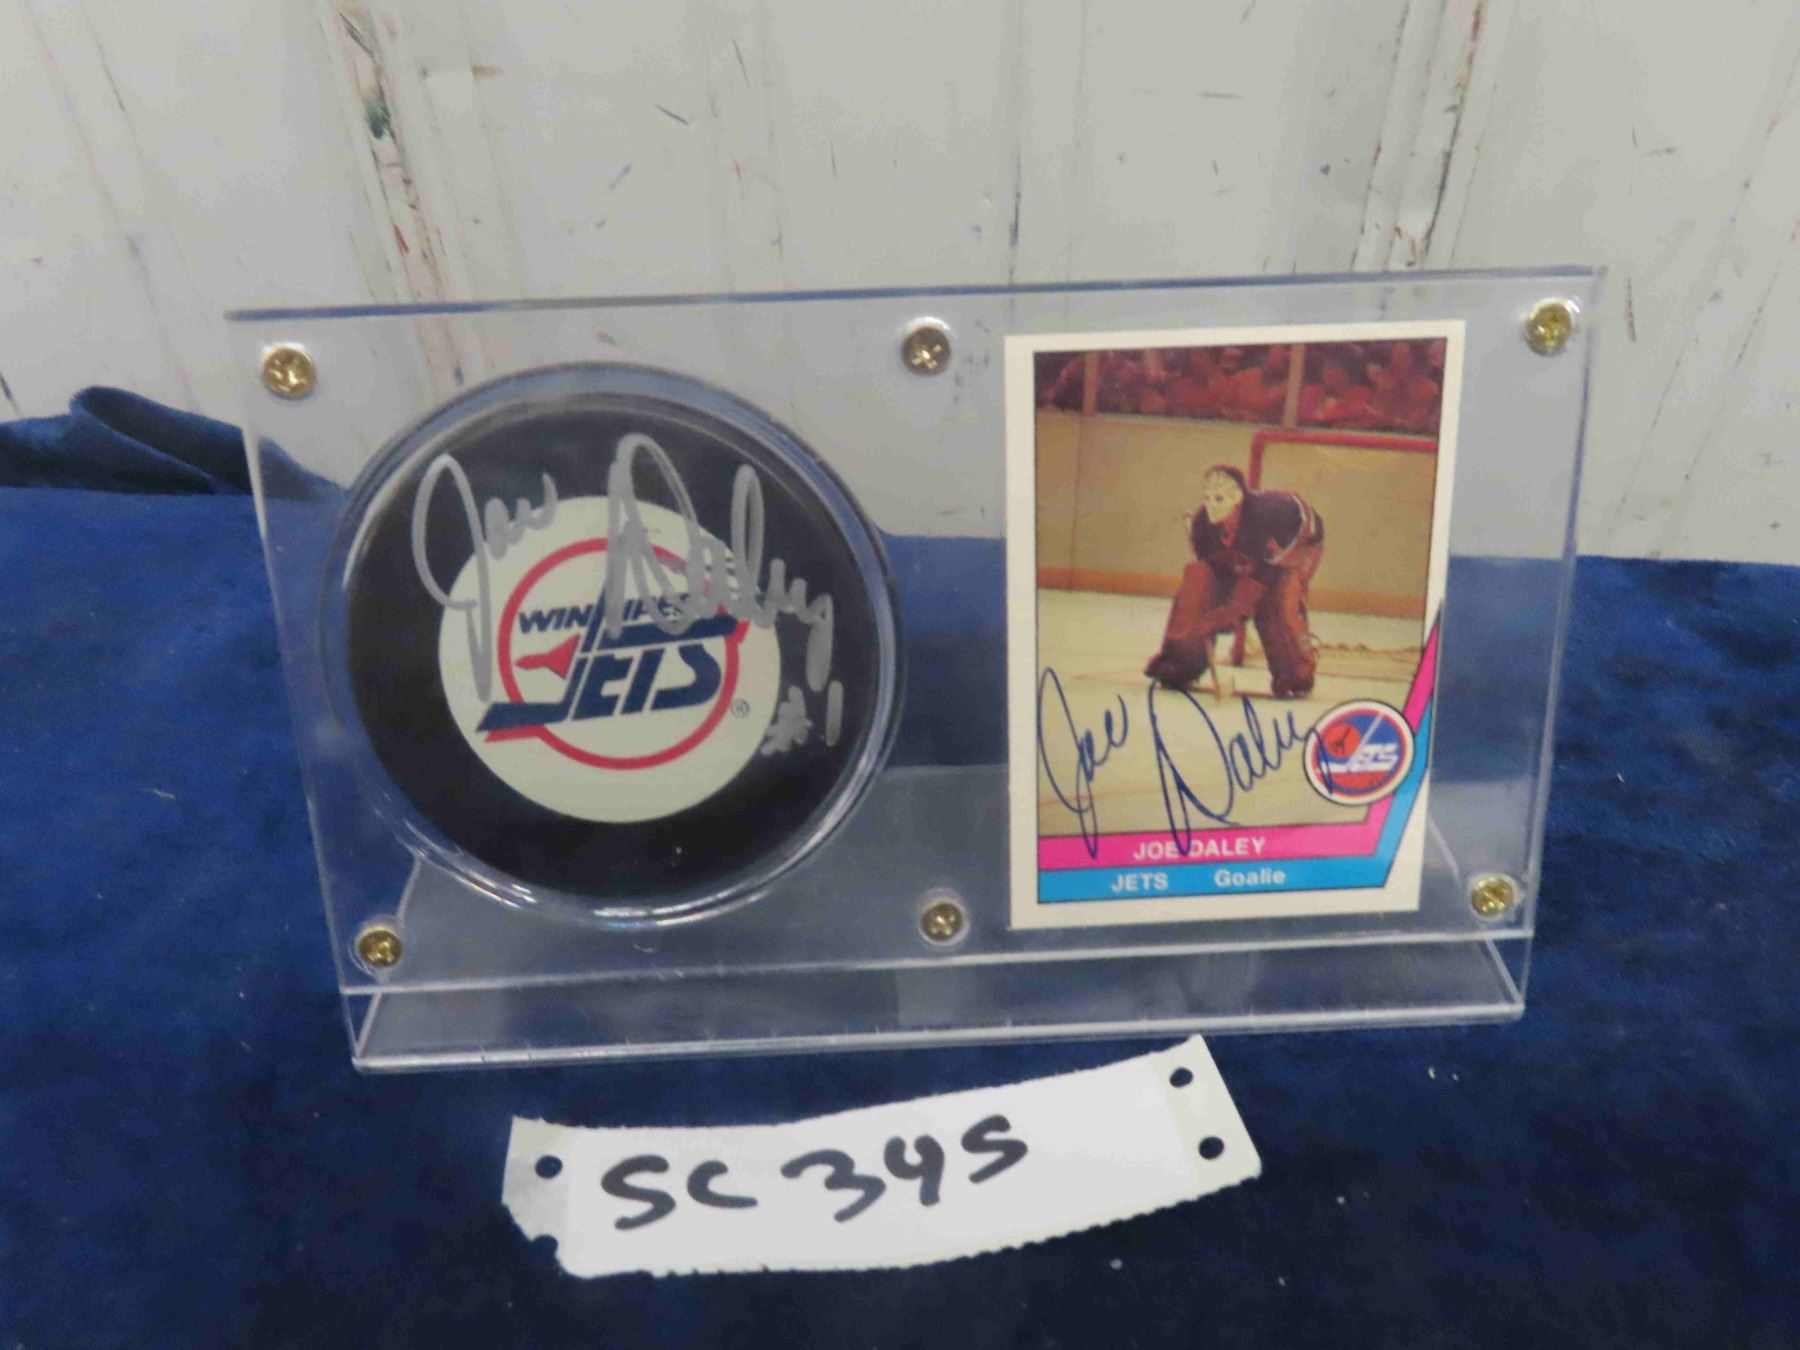 Joe Daley
#1
WINNIPEG
JETS
®
Joe Daley
JETS
JOE DALEY
JETS Goalie
SC345